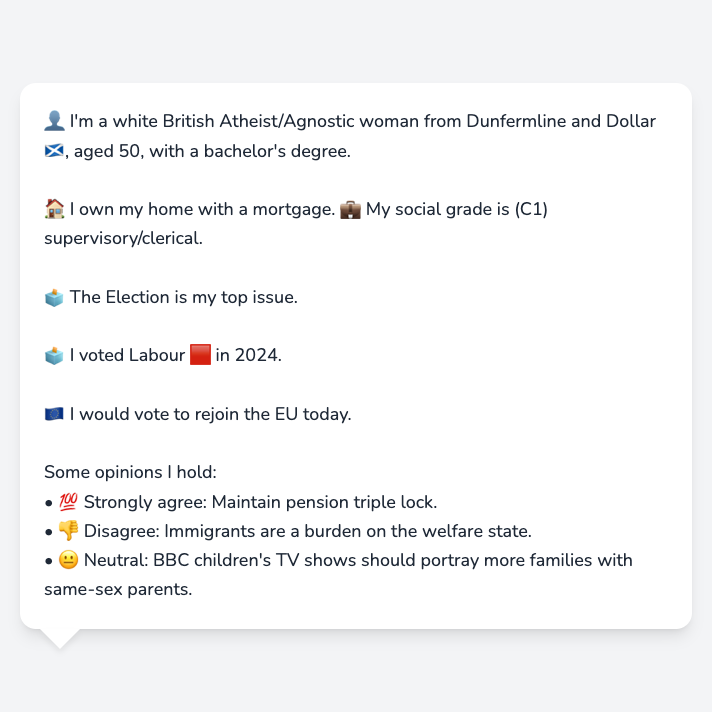 👤 I'm a white British Atheist/Agnostic woman from Dunfermline and Dollar
🏴󠁧󠁢󠁳󠁣󠁴󠁿, aged 50, with a bachelor's degree.
🏠 I own my home with a mortgage. 💼 My social grade is (C1)
supervisory/clerical.
🗳️ The Election is my top issue.
🗳️ I voted Labour 🟥 in 2024.
🇪🇺 I would vote to rejoin the EU today.
Some opinions I hold:
• 💯 Strongly agree: Maintain pension triple lock.
• 👎 Disagree: Immigrants are a burden on the welfare state.
• 😐 Neutral: BBC children's TV shows should portray more families with
same-sex parents.